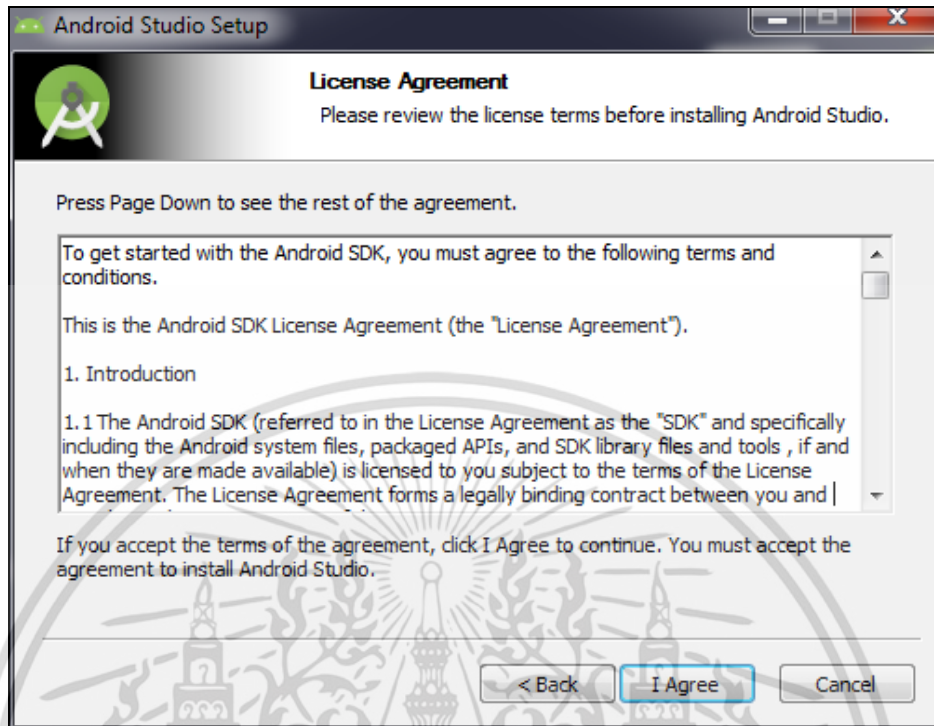 Android Studio Setup
License Agreement
Please review the license terms before installing Android Studio.
Press Page Down to see the rest of the agreement.
To get started with the Android SDK, you must agree to the following terms and
conditions.
This is the Android SDK License Agreement (the "License Agreement").
1. Introduction
1.1 The Android SDK (referred to in the License Agreement as the "SDK" and specifically
including the Android system files, packaged APIs, and SDK library files and tools , if and
when they are made available) is licensed to you subject to the terms of the License
Agreement. The License Agreement forms a legally binding contract between you and
If you accept the terms of the agreement, click I Agree to continue. You must accept the
agreement to install Android Studio.
< Back
I Agree
Cancel